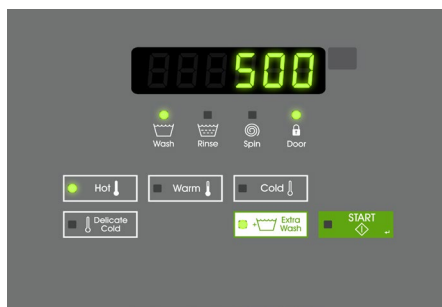 500
Wash Rinse Spin Door
Hot Warm Cold
Delicate
Cold
Extra
Wash
START